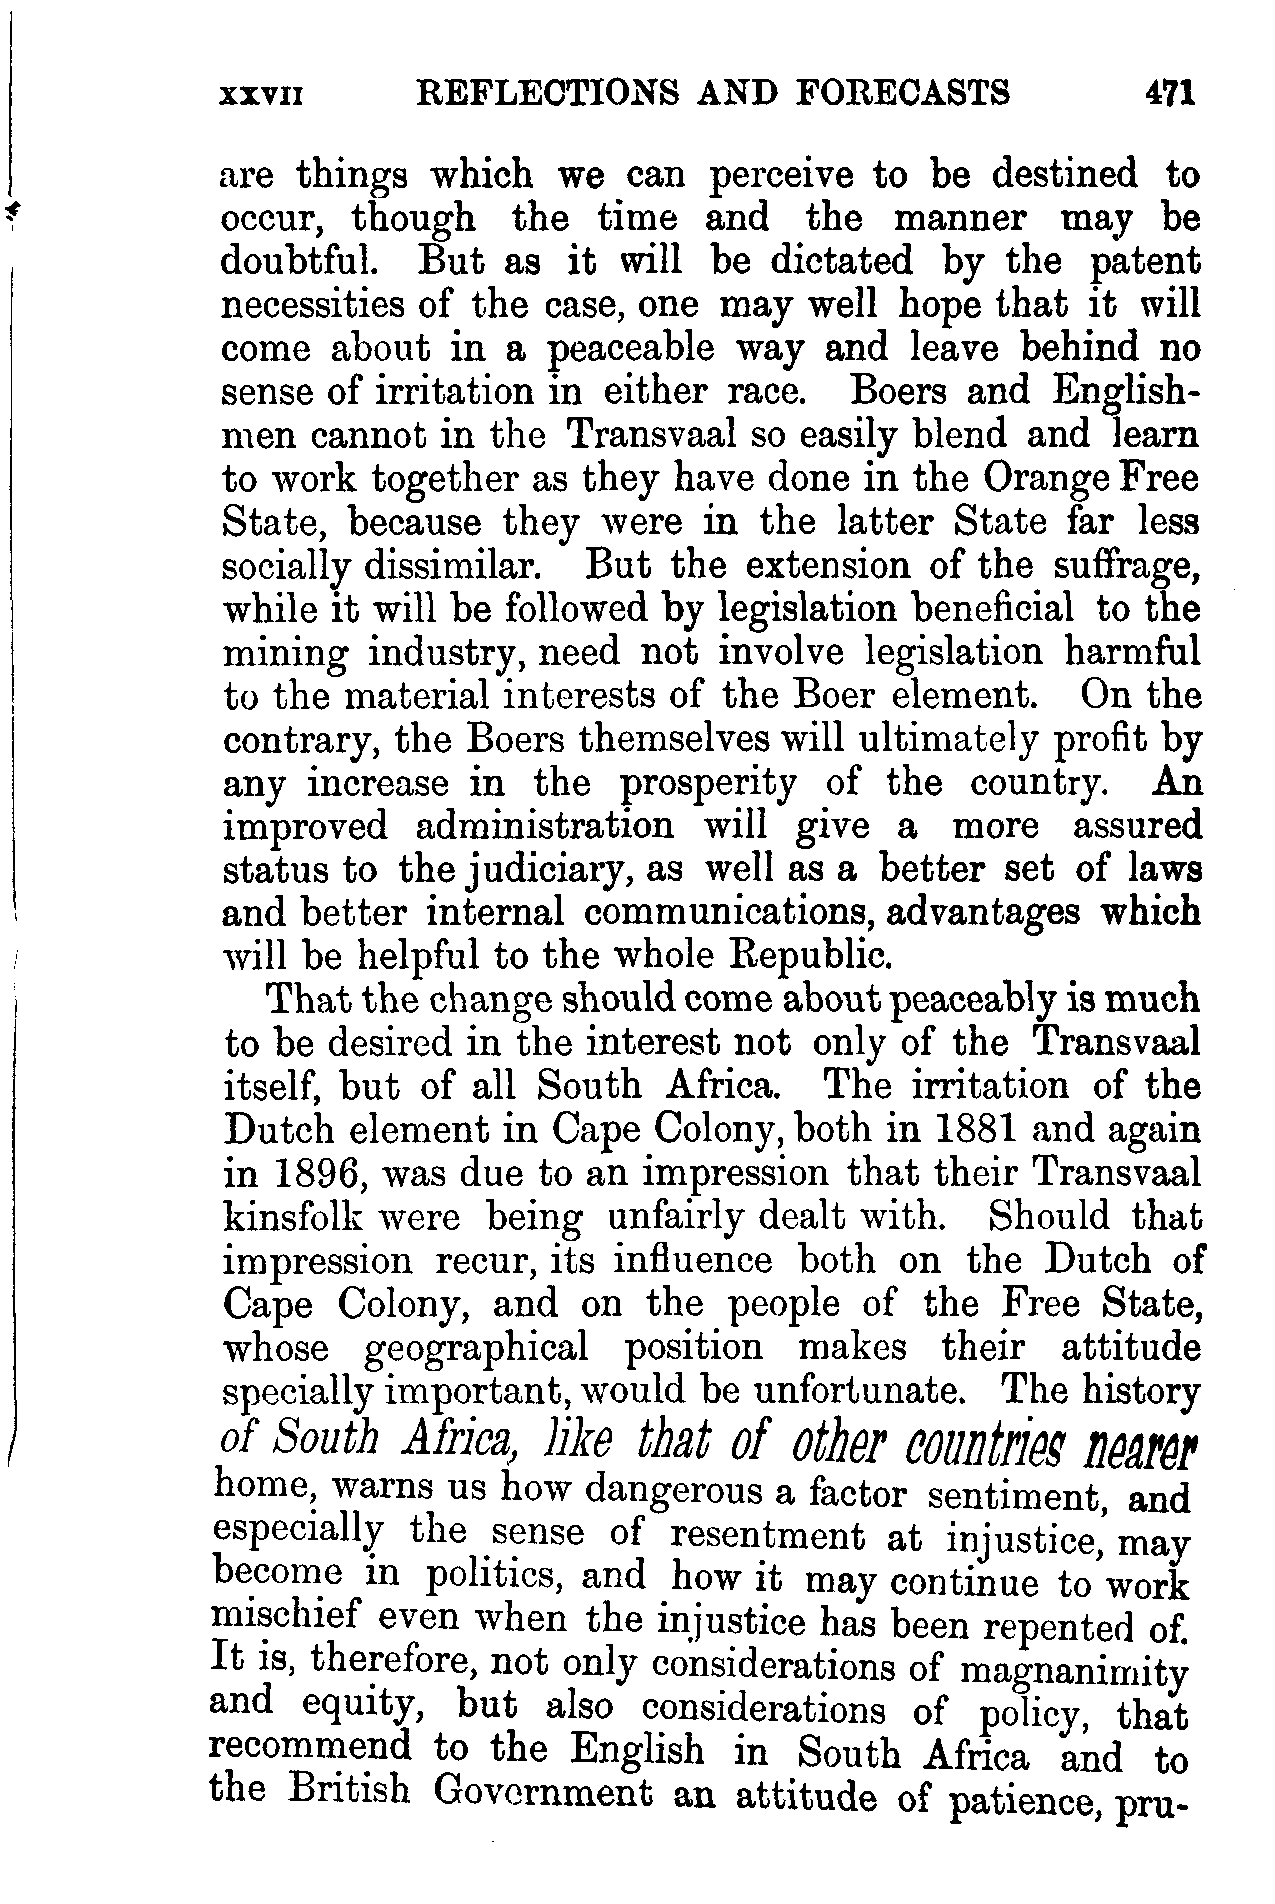 XXVII REFLECTIONS AND FORECASTS 471
are things which we can perceive to be destined to
occur, though the time and the manner may be
doubtful. But as it will be dictated by the patent
necessities of the case, one may well hope that it will
come about in a peaceable way and leave behind no
sense of irritation in either race. Boers and English-
men cannot in the Transvaal so easily blend and learn
to work together as they have done in the Orange Free
State, because they were in the latter State far less
socially dissimilar. But the extension of the suffrage,
while it will be followed by legislation beneficial to the
mining industry, need not involve legislation harmful
to the material interests of the Boer element. On the
contrary, the Boers themselves will ultimately profit by
any increase in the prosperity of the country. An
improved administration will give a more assured
status to the judiciary, as well as a better set of laws
and better internal communications, advantages which
will be helpful to the whole Republic.
That the change should come about peaceably is much
to be desired in the interest not only of the Transvaal
itself, but of all South Africa. The irritation of the
Dutch element in Cape Colony, both in 1881 and again
in 1896, was due to an impression that their Transvaal
kinsfolk were being unfairly dealt with. Should that
impression recur, its influence both on the Dutch of
Cape Colony, and on the people of the Free State,
whose geographical position makes their attitude
specially important, would be unfortunate. The history
of South Africa, like that of other countries nearer
home, warns us how dangerous a factor sentiment, and
especially the sense of resentment at injustice, may
become in politics, and how it may continue to work
mischief even when the injustice has been repented of.
It is, therefore, not only considerations of magnanimity
and equity, but also considerations of policy, that
recommend to the English in South Africa and to
the British Government an attitude of patience, pru-